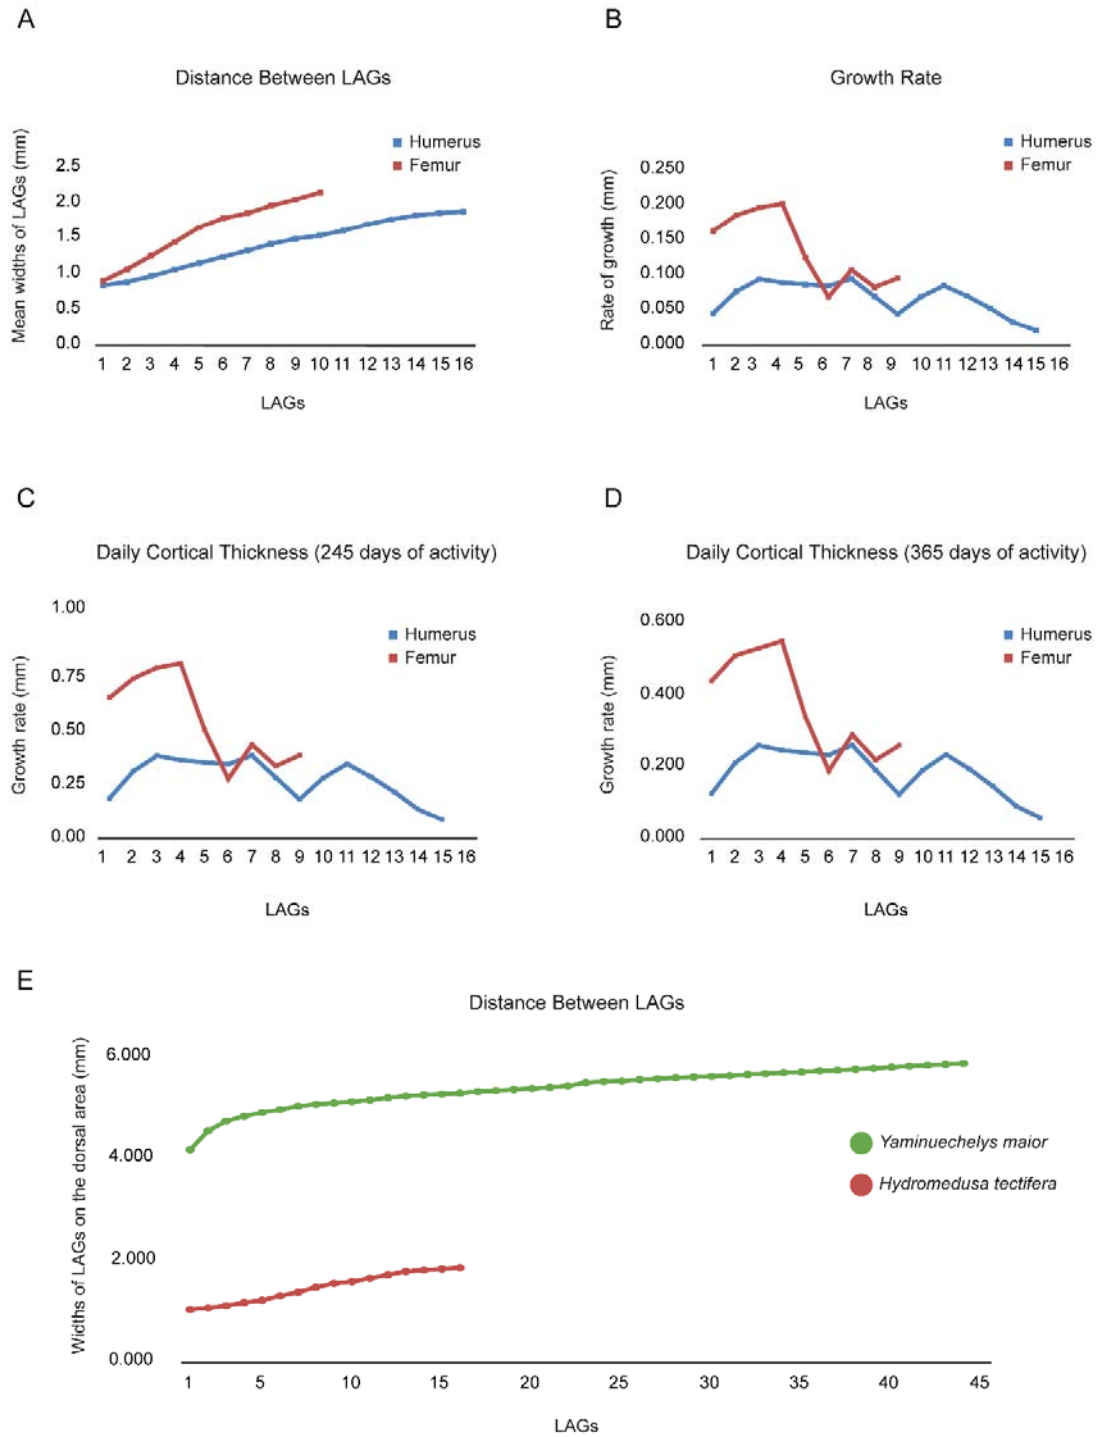 A
B
Distance Between LAGs
Growth Rate
Humerus
Femur
Humerus
Femur
Mean widths of LAGs (mm)
2.5
2.0
1.5
1.0
0.5
0.0
1 2 3 4 5 6 7 8 9 10 11 12 13 14 15 16
LAGs
Rate of growth (mm)
0.250
0.200
0.150
0.100
0.050
0.000
1 2 3 4 5 6 7 8 9 10 11 12 13 14 15 16
LAGs
C
D
Daily Cortical Thickness (245 days of activity)
Daily Cortical Thickness (365 days of activity)
Humerus
Femur
Humerus
Femur
Growth rate (mm)
1.00
0.75
0.50
0.25
0.00
1 2 3 4 5 6 7 8 9 10 11 12 13 14 15 16
LAGs
Growth rate (mm)
0.600
0.400
0.200
0.000
1 2 3 4 5 6 7 8 9 10 11 12 13 14 15 16
LAGs
E
Distance Between LAGs
Widths of LAGs on the dorsal area (mm)
6.000
4.000
2.000
0.000
Yaminuechelys maior
Hydromedusa tectifera
1 5 10 15 20 25 30 35 40 45
LAGs